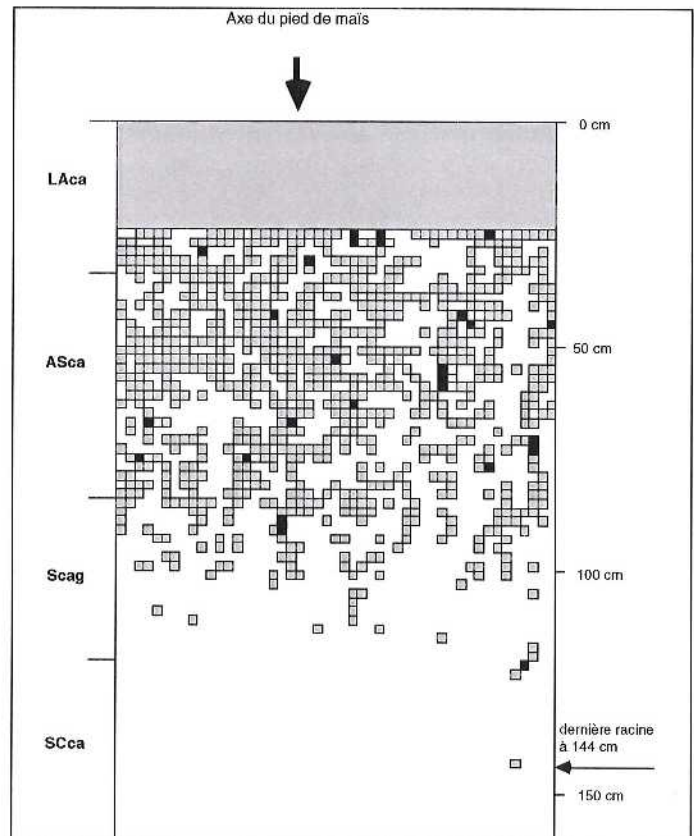 Axe du pied de maïs
0 cm
LAca
50 cm
ASca
100 cm
Scag
dernière racine
à 144 cm
SCca
150 cm